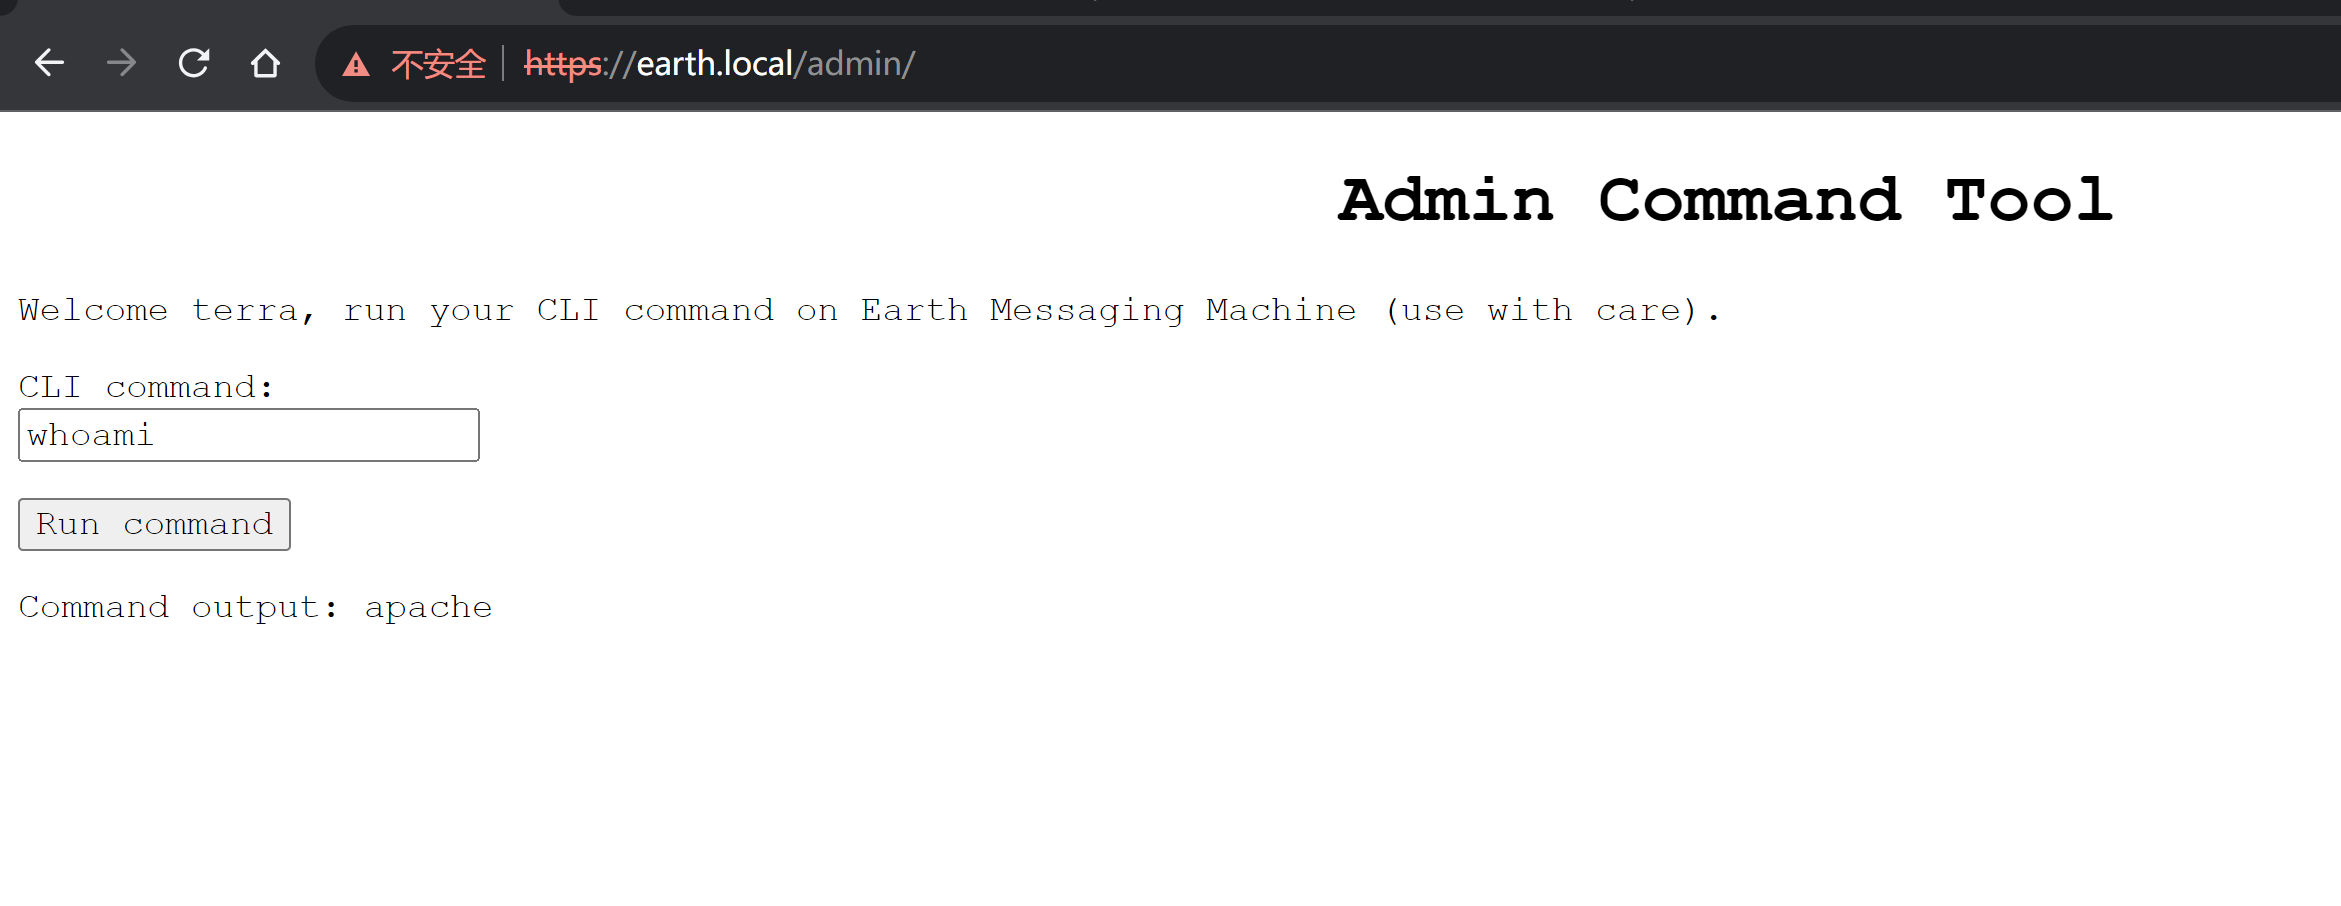 不安全 https://earth.local/admin/
Admin Command Tool
Welcome terra, run your CLI command on Earth Messaging Machine (use with care).
CLI command:
whoami
Run command
Command output: apache